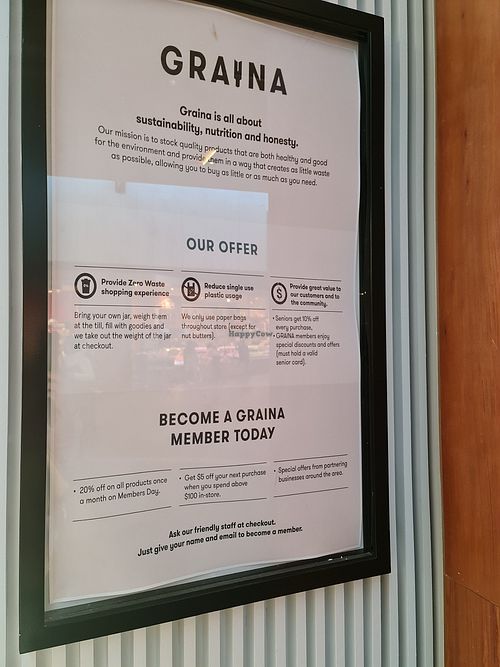 GRAINA
Graina is all about
sustainability, nutrition and honesty.
Our mission is to stock quality products that are both healthy and good
for the environment and provide them in a way that creates as little waste
as possible, allowing you to buy as little or as much as you need.
OUR OFFER
Provide Zero Waste
shopping experience
Bring your own jar, weigh them
at the till, fill with goodies and
we take out the weight of the jar
at checkout.
Reduce single use
plastic usage
We only use paper bags
throughout store (except for
nut butters).
$
Provide great value to
our customers and to
the community.
• Seniors get 10% off
every purchase,
• GRAINA members enjoy
special discounts and offers
(must hold a valid
senior card).
HappyCow.
BECOME A GRAINA
MEMBER TODAY
• 20% off on all products once
a month on Members Day.
• Get $5 off your next purchase
when you spend above
$100 in-store.
• Special offers from partnering
businesses around the area.
Ask our friendly staff at checkout.
Just give your name and email to become a member.